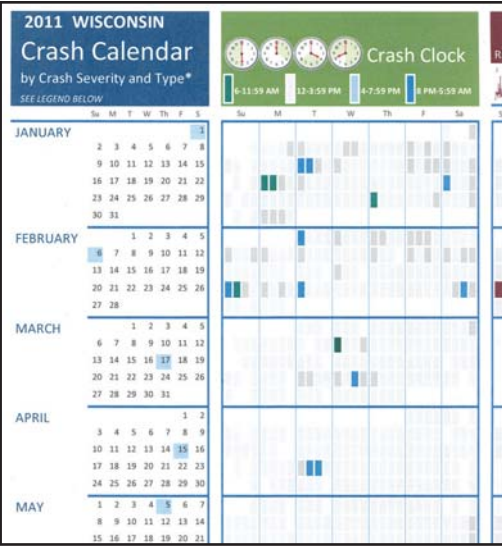 2011 WISCONSIN
Crash Calendar
by Crash Severity and Type*
SEE LEGEND BELOW
Crash Clock
6-11:59 AM 12-3:59 PM 4-7:59 PM 8 PM-5:59 AM
R
Su M T W Th F S
Su M T W Th F Sa
JANUARY
1
2 3 4 5 6 7 8
9 10 11 12 13 14 15
16 17 18 19 20 21 22
23 24 25 26 27 28 29
30 31
FEBRUARY
1 2 3 4 5
6 7 8 9 10 11 12
13 14 15 16 17 18 19
20 21 22 23 24 25 26
27 28
MARCH
1 2 3 4 5
6 7 8 9 10 11 12
13 14 15 16 17 18 19
20 21 22 23 24 25 26
27 28 29 30 31
APRIL
1 2
3 4 5 6 7 8 9
10 11 12 13 14 15 16
17 18 19 20 21 22 23
24 25 26 27 28 29 30
MAY
1 2 3 4 5 6 7
8 9 10 11 12 13 14
15 16 17 18 19 20 21